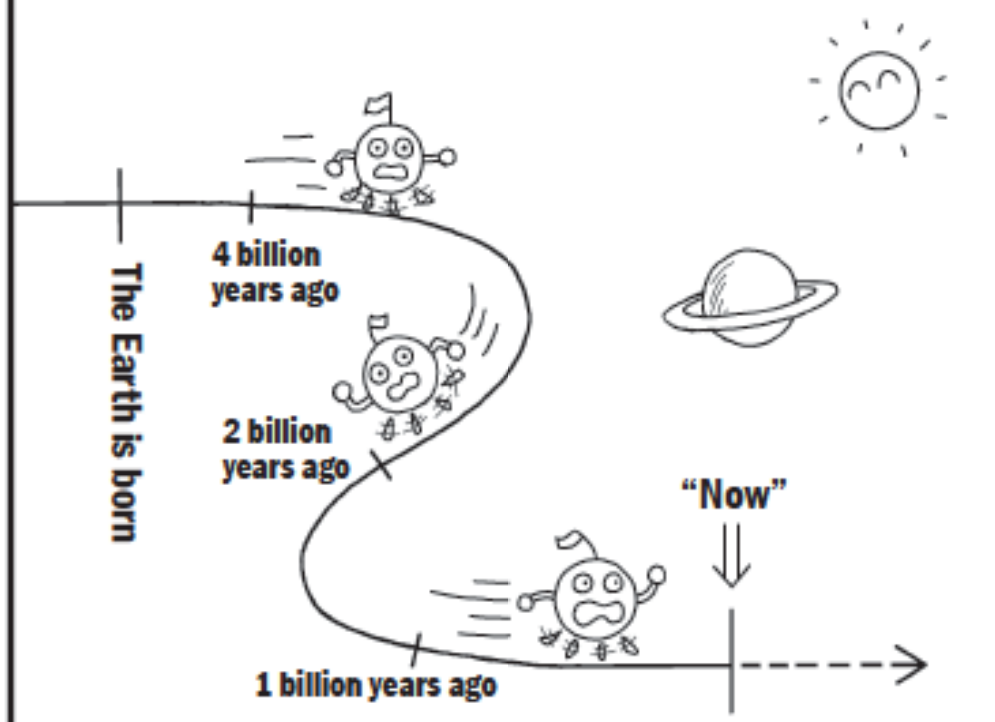 The Earth is born
4 billion
years ago
2 billion
years ago
1 billion years ago
“Now”